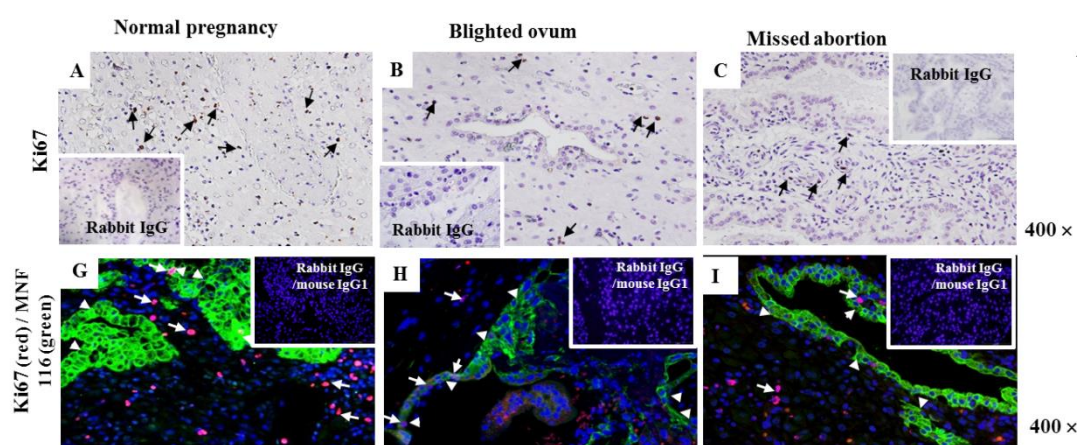 Normal pregnancy
Blighted ovum
Missed abortion
Ki67
A
Rabbit IgG
B
Rabbit IgG
C
Rabbit IgG
400 ×
Ki67 (red) / MNF
116 (green)
G
Rabbit IgG
/mouse IgG1
H
Rabbit IgG
/mouse IgG1
I
Rabbit IgG
/mouse IgG1
400 ×